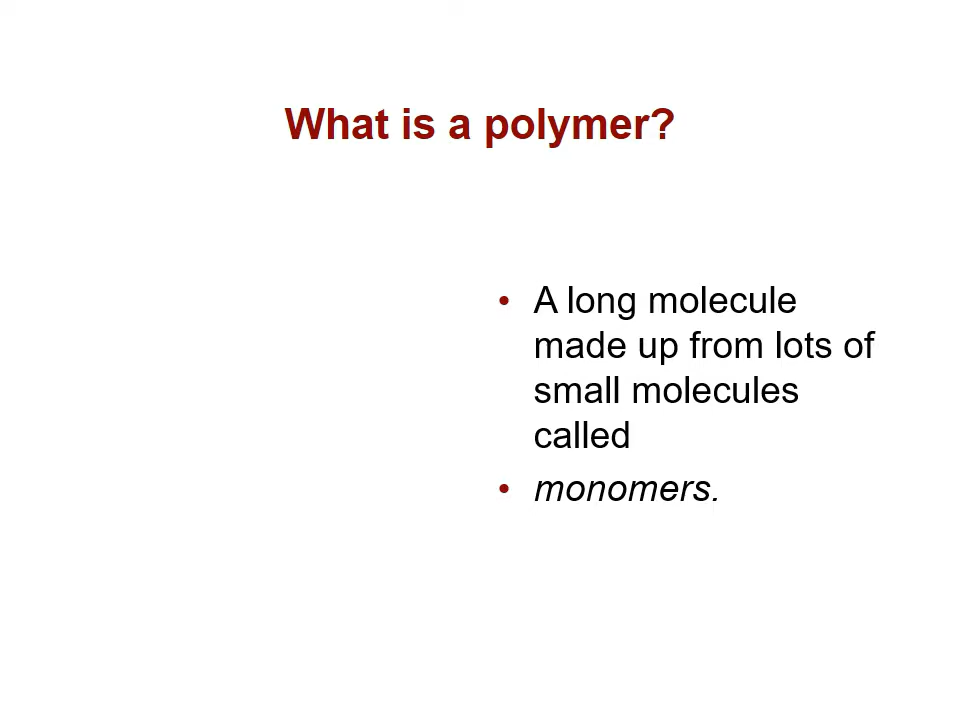 What is a polymer?
• A long molecule
made up from lots of
small molecules
called
• monomers.